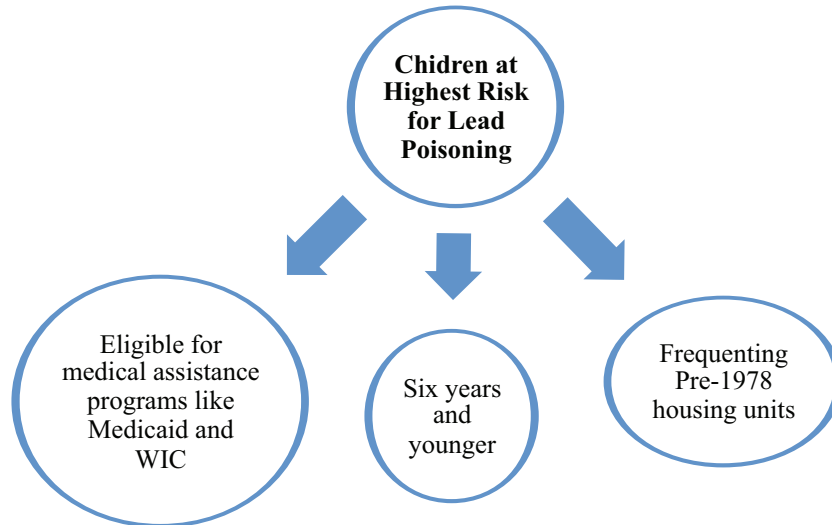 Chidren at
Highest Risk
for Lead
Poisoning
Eligible for
medical assistance
programs like
Medicaid and
WIC
Six years
and
younger
Frequenting
Pre-1978
housing units